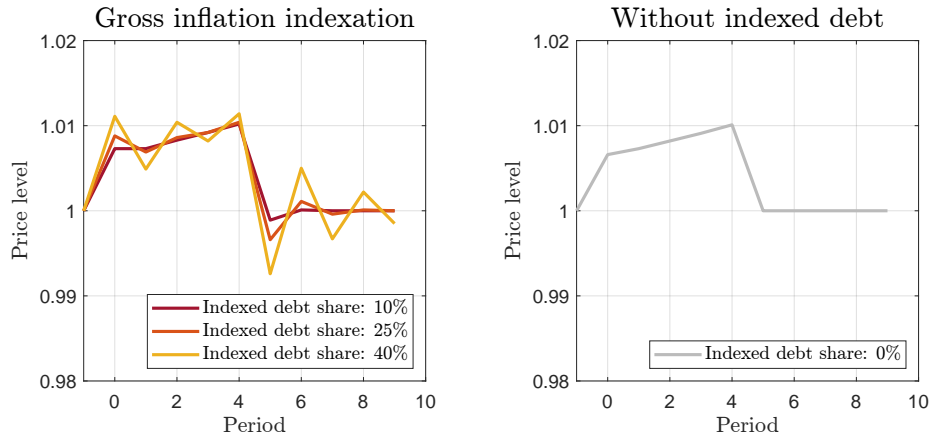 Gross inflation indexation
1.02
1.01
1
0.99
0.98
Price level
0
2
4
6
8
10
Period
Indexed debt share: 10%
Indexed debt share: 25%
Indexed debt share: 40%
Without indexed debt
1.02
1.01
1
0.99
0.98
Price level
0
2
4
6
8
10
Period
Indexed debt share: 0%